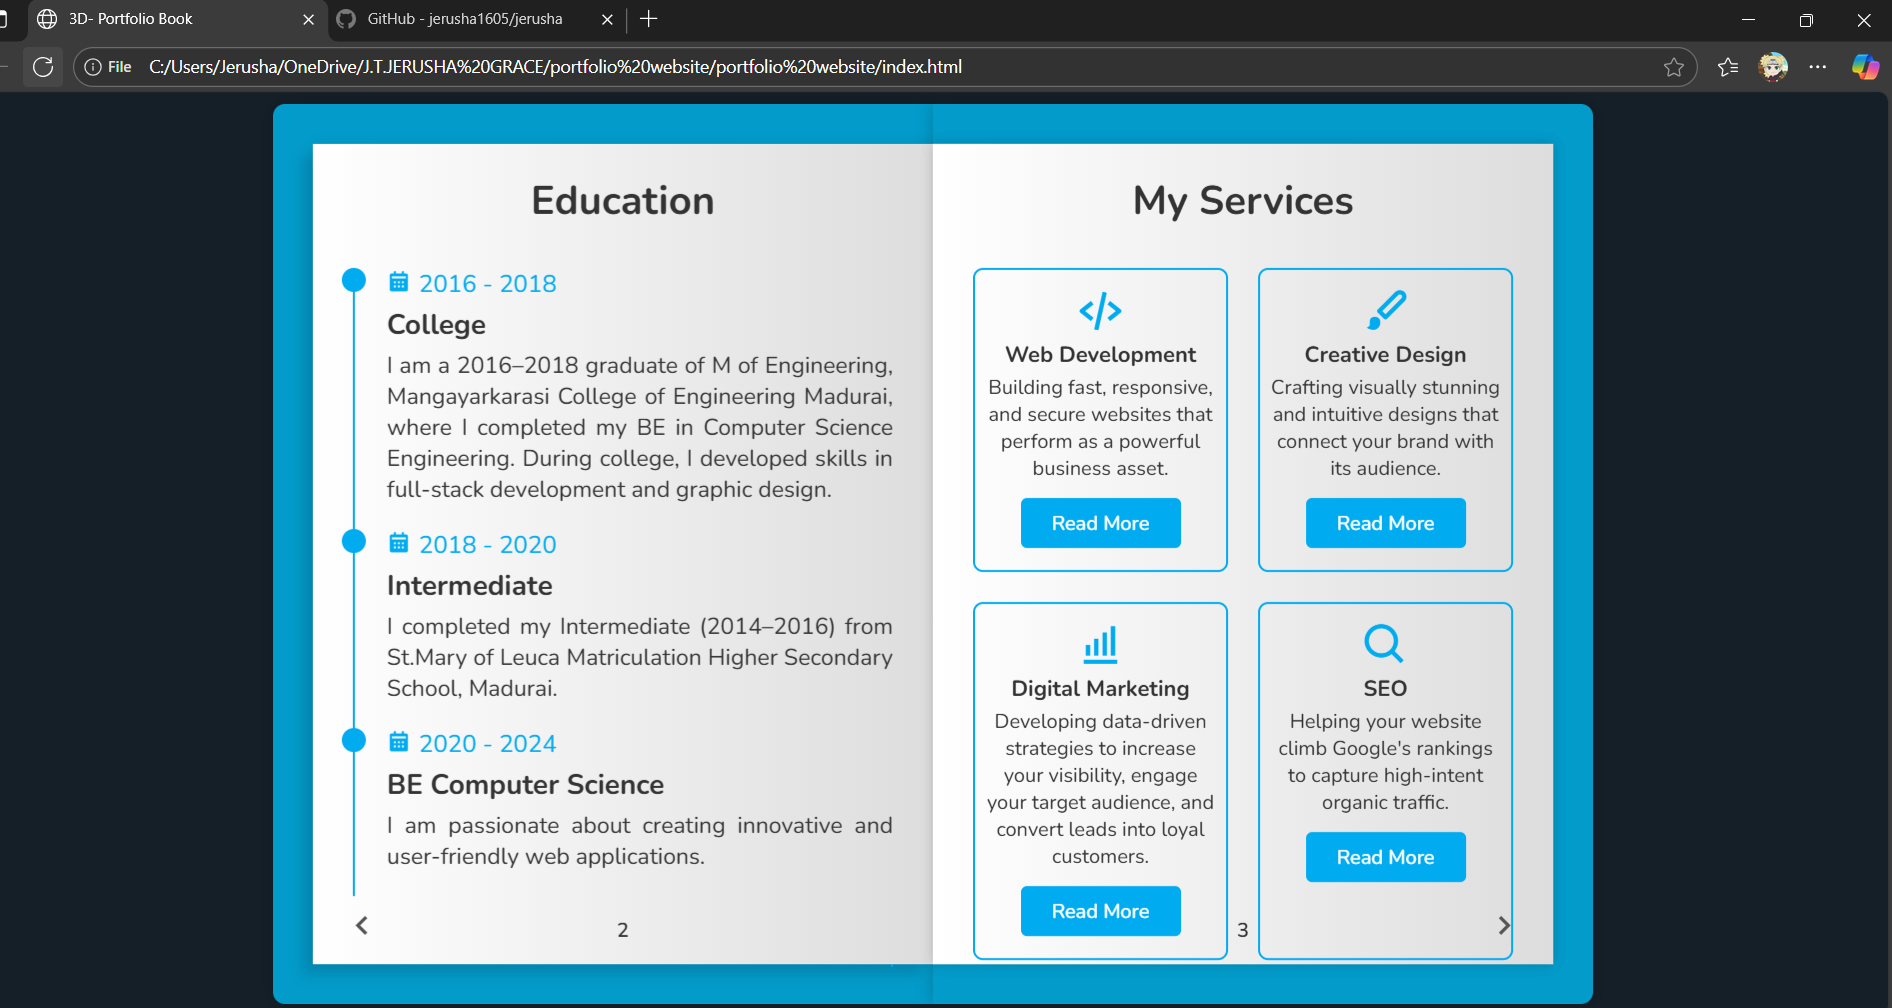 3D- Portfolio Book
GitHub - jerusha1605/jerusha
File
C:/Users/Jerusha/OneDrive/J.T.JERUSHA%20GRACE/portfolio%20website/portfolio%20website/index.html
Education
2016 - 2018
College
I am a 2016–2018 graduate of M of Engineering,
Mangayarkarasi College of Engineering Madurai,
where I completed my BE in Computer Science
Engineering. During college, I developed skills in
full-stack development and graphic design.
2018 - 2020
Intermediate
I completed my Intermediate (2014–2016) from
St.Mary of Leuca Matriculation Higher Secondary
School, Madurai.
2020 - 2024
BE Computer Science
I am passionate about creating innovative and
user-friendly web applications.
2
My Services
Web Development
Building fast, responsive,
and secure websites that
perform as a powerful
business asset.
Read More
Creative Design
Crafting visually stunning
and intuitive designs that
connect your brand with
its audience.
Read More
Digital Marketing
Developing data-driven
strategies to increase
your visibility, engage
your target audience, and
convert leads into loyal
customers.
Read More
SEO
Helping your website
climb Google's rankings
to capture high-intent
organic traffic.
Read More
3